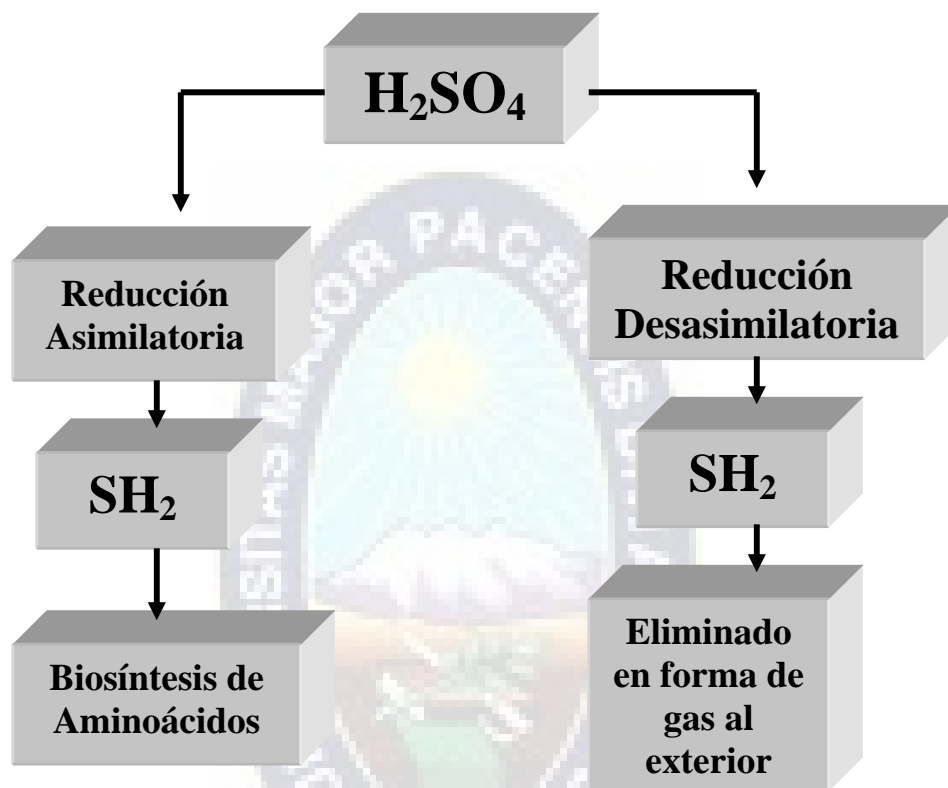 H₂SO₄
Reducción
Asimilatoria
SH₂
Biosíntesis de
Aminoácidos
Reducción
Desasimilatoria
SH₂
Eliminado
en forma de
gas al
exterior